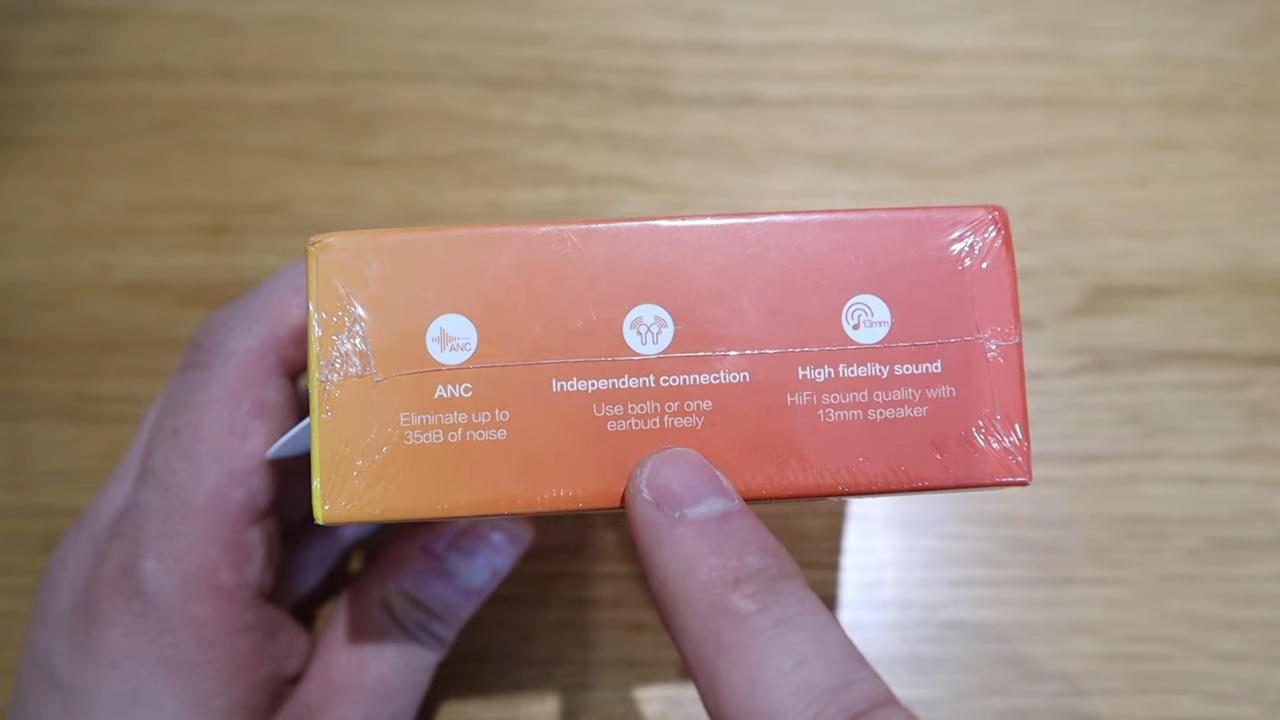 ANC
ANC
Eliminate up to
35dB of noise
Independent connection
Use both or one
earbud freely
13mm
High fidelity sound
HiFi sound quality with
13mm speaker